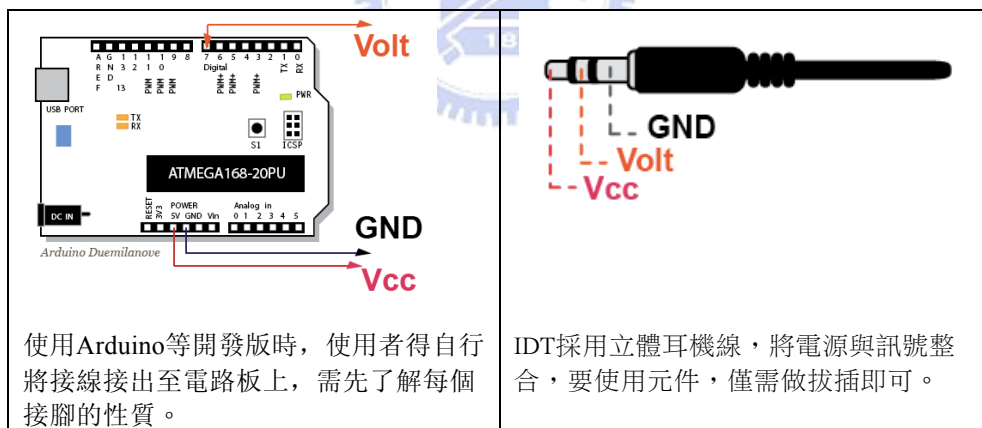 Volt
A R E F
G N D
1 3
1 2
1 1
1 0
9
8
7
6
5
4
3
2
1
0
Digital
PWM
PWM
PWM
PWM+
PWM+
PWM+
TX
RX
13
PWR
USB PORT
TX
RX
S1
ICSP
ATMEGA168-20PU
DC IN
RESET
3V3
POWER
5V GND Vin
Analog in
0 1 2 3 4 5
Arduino Duemilanove
GND
Vcc
使用Arduino等開發版時，使用者得自行
將接線接出至電路板上，需先了解每個
接腳的性質。
18
GND
Volt
Vcc
IDT採用立體耳機線，將電源與訊號整
合，要使用元件，僅需做拔插即可。